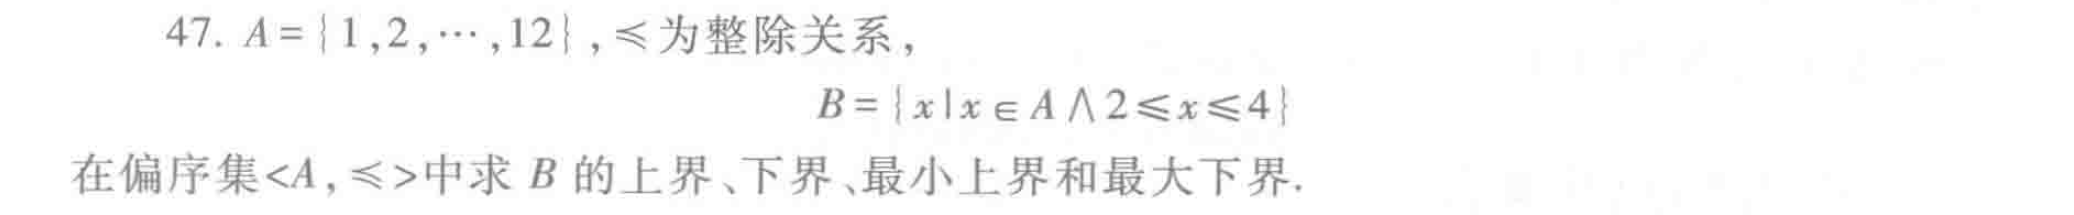 47. A={1,2,⋯,12},≼为整除关系,
B={x|x∈A∧2≤x≤4}
在偏序集<A,≼>中求 B 的上界、下界、最小上界和最大下界.